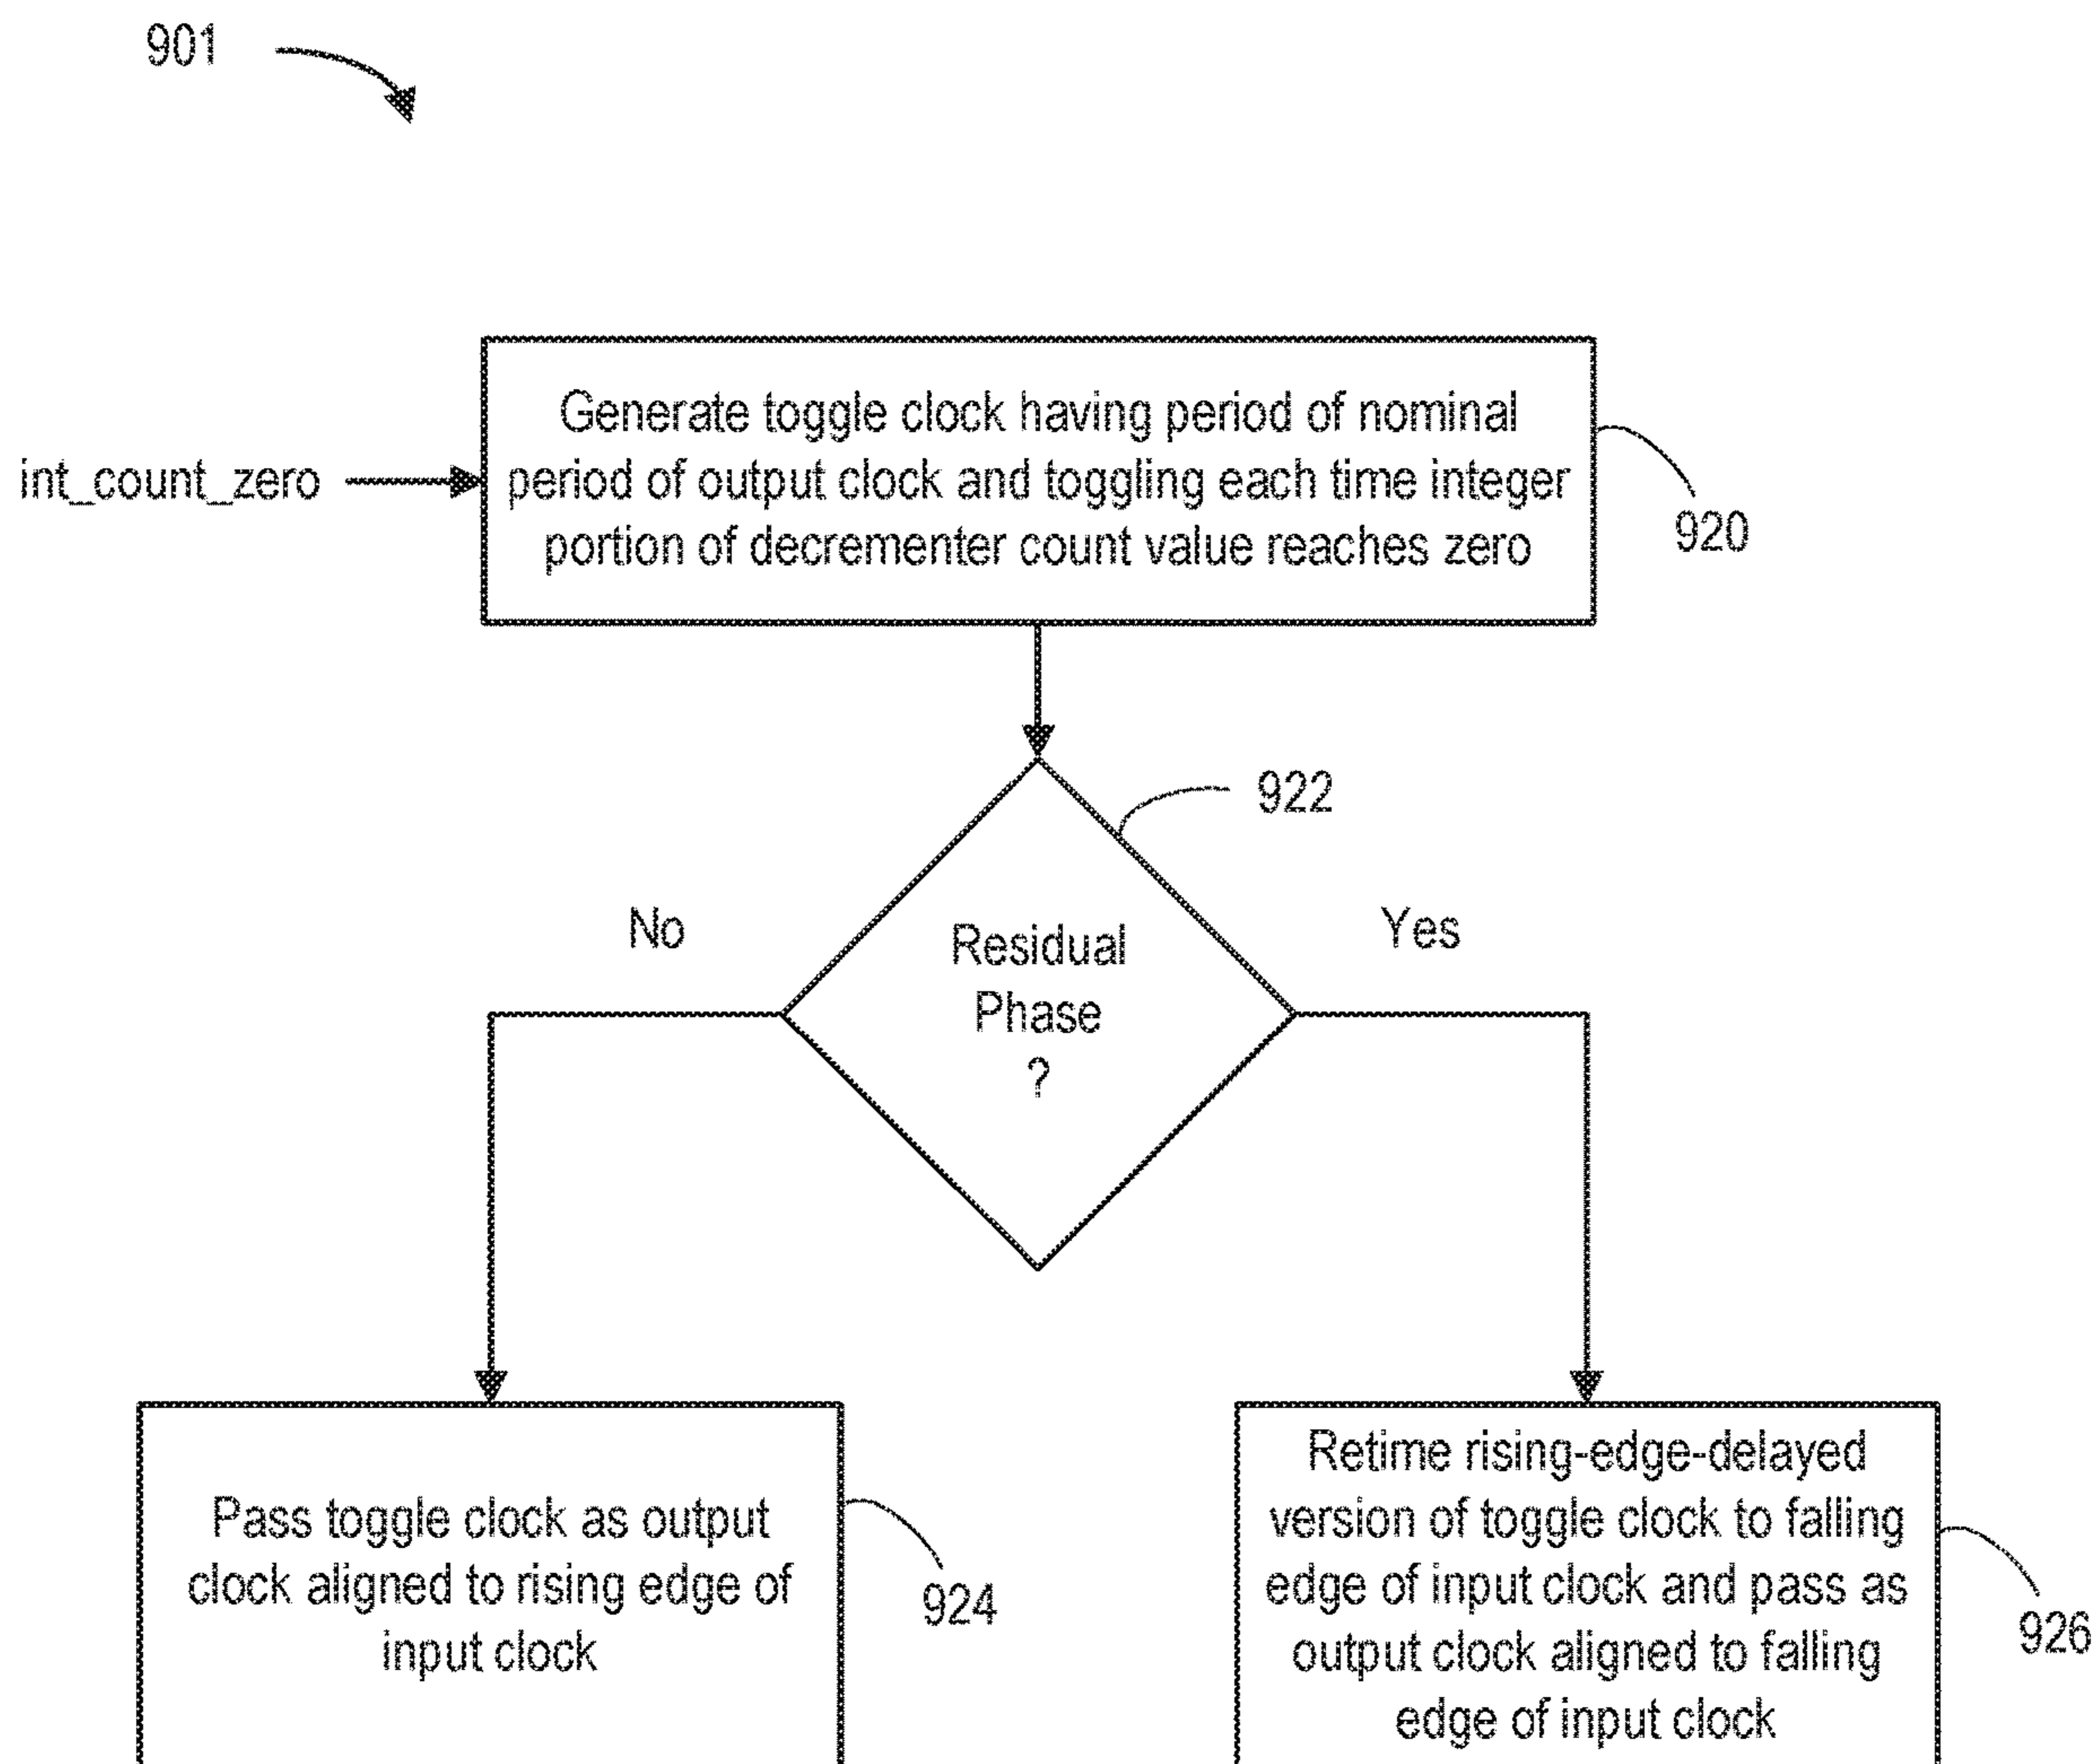 901
Generate toggle clock having period of nominal
period of output clock and toggling each time integer
portion of decrementer count value reaches zero
int_count_zero
920
922
No
Yes
Residual
Phase
?
Pass toggle clock as output
clock aligned to rising edge of
input clock
924
Retime rising-edge-delayed
version of toggle clock to falling
edge of input clock and pass as
output clock aligned to falling
edge of input clock
926